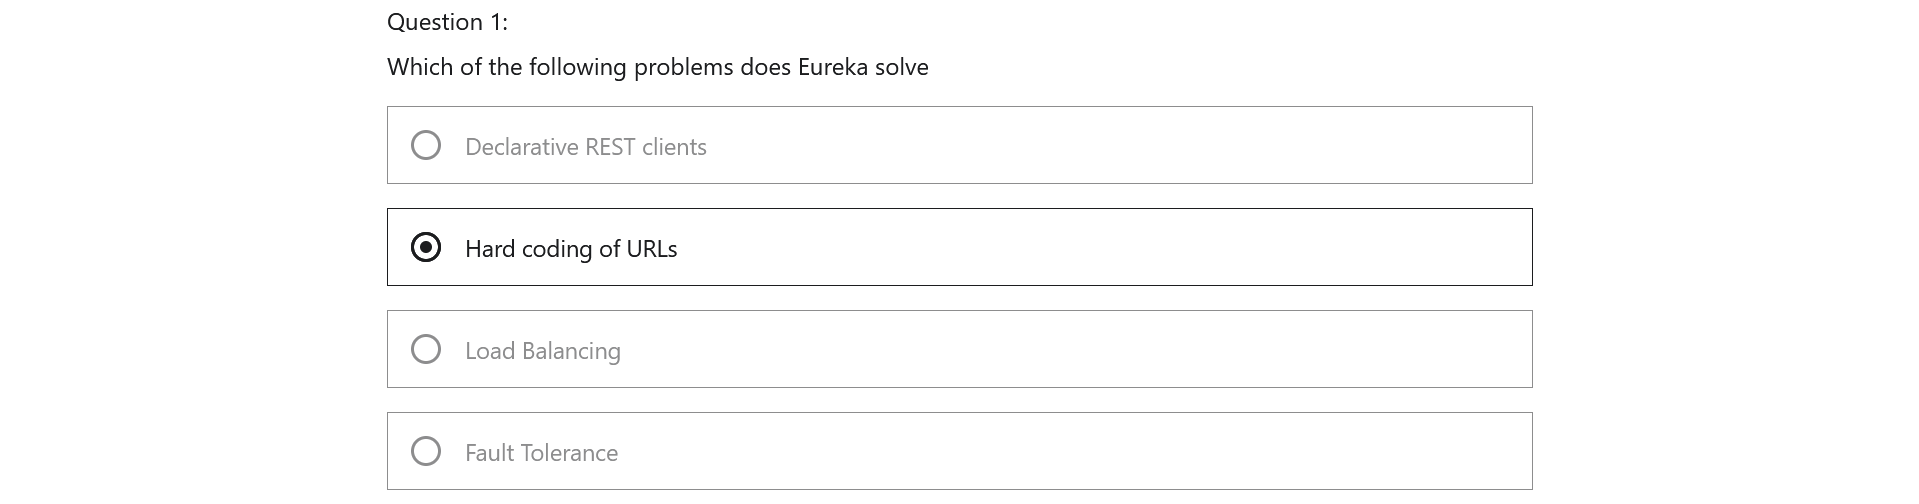 Question 1:
Which of the following problems does Eureka solve
Declarative REST clients
Hard coding of URLs
Load Balancing
Fault Tolerance